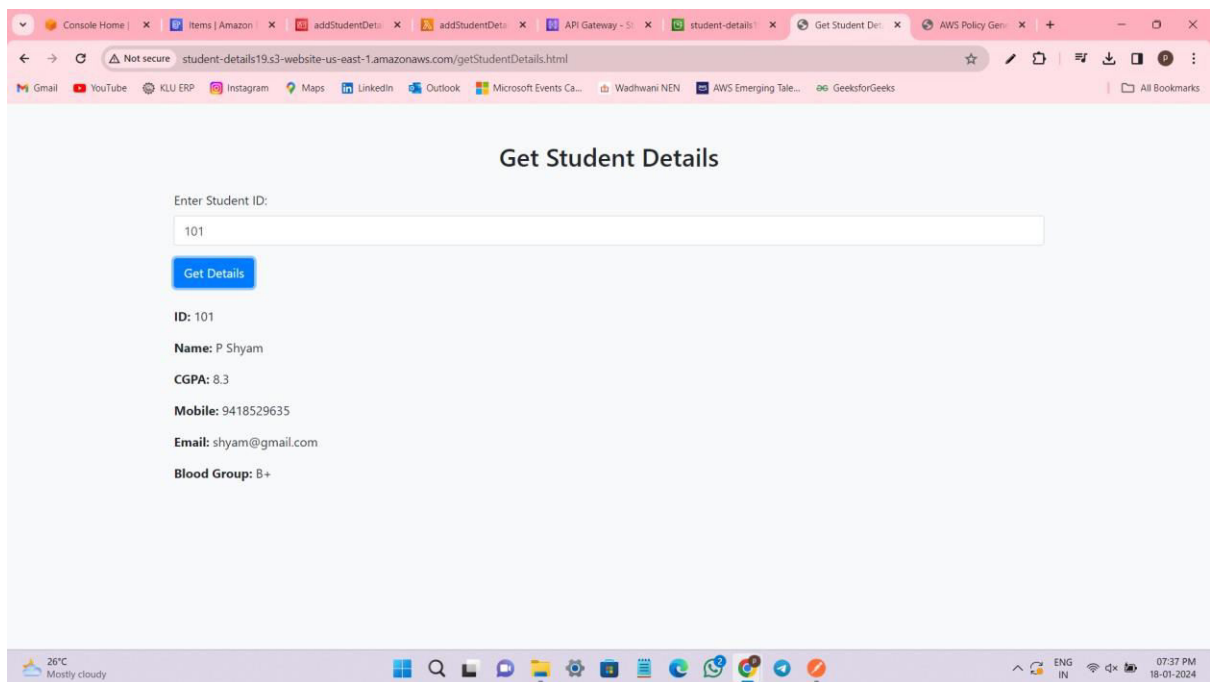 Console Home |
Items | Amazon
addStudentDeta
addStudentDeta
API Gateway - St
student-details1
Get Student Det
AWS Policy Gen
Not secure student-details19.s3-website-us-east-1.amazonaws.com/getStudentDetails.html
Gmail YouTube KLU ERP Instagram Maps LinkedIn Outlook Microsoft Events Ca... Wadhwani NEN AWS Emerging Tale... GeeksforGeeks All Bookmarks
Get Student Details
Enter Student ID:
101
Get Details
ID: 101
Name: P Shyam
CGPA: 8.3
Mobile: 9418529635
Email: shyam@gmail.com
Blood Group: B+
26°C
Mostly cloudy
ENG
IN
07:37 PM
18-01-2024